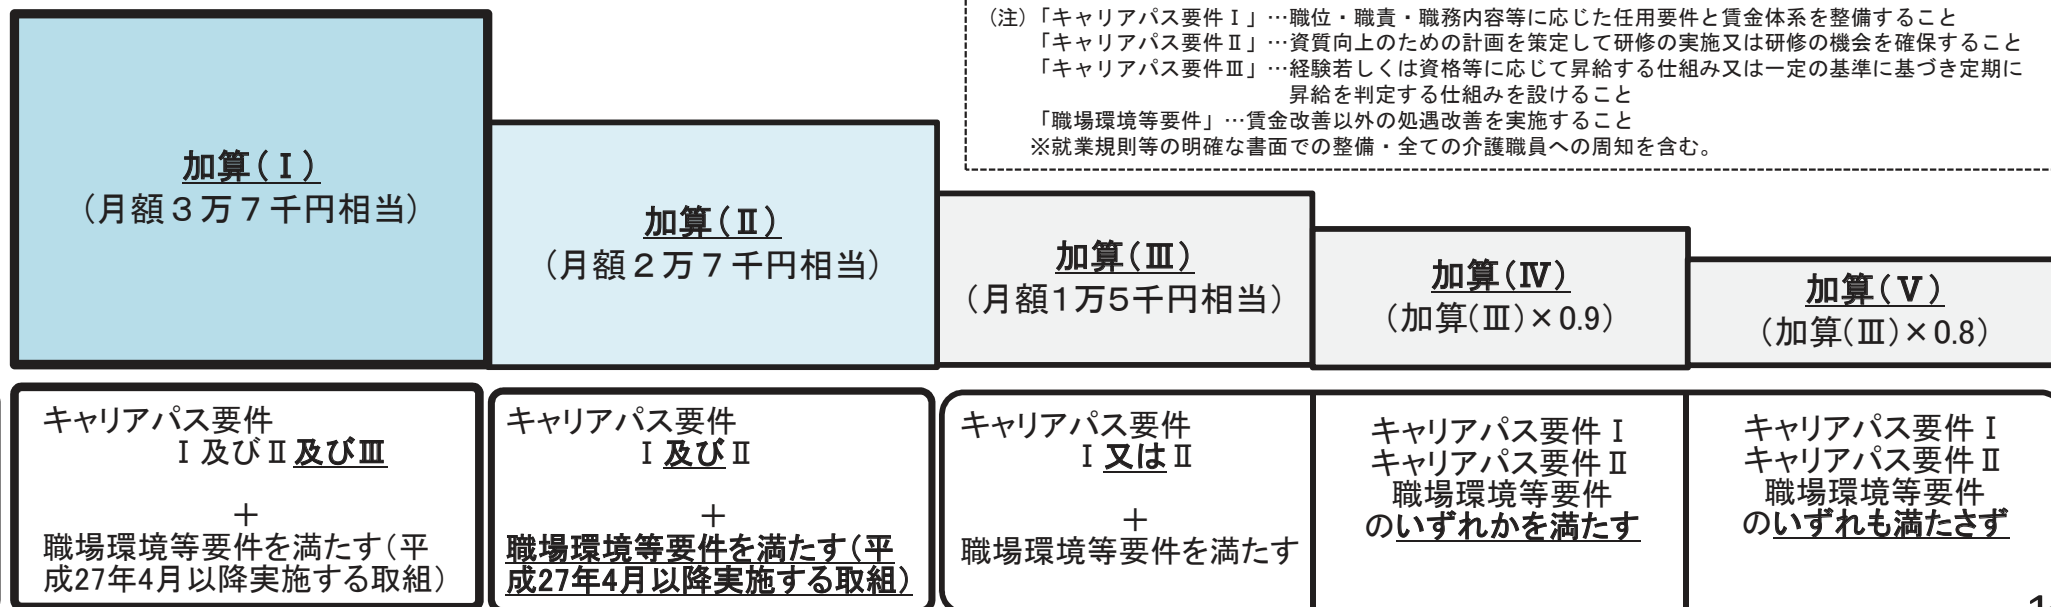 （注）「キャリアパス要件Ⅰ」…職位・職責・職務内容等に応じた任用要件と賃金体系を整備すること
「キャリアパス要件Ⅱ」…資質向上のための計画を策定して研修の実施又は研修の機会を確保すること
「キャリアパス要件Ⅲ」…経験若しくは資格等に応じて昇給する仕組み又は一定の基準に基づき定期に
昇給を判定する仕組みを設けること
「職場環境等要件」…賃金改善以外の処遇改善を実施すること
※就業規則等の明確な書面での整備・全ての介護職員への周知を含む。
加算（Ⅰ）
（月額３万７千円相当）
加算（Ⅱ）
（月額２万７千円相当）
加算（Ⅲ）
（月額１万５千円相当）
加算（Ⅳ）
（加算(Ⅲ)×0.9）
加算（Ⅴ）
（加算(Ⅲ)×0.8）
キャリアパス要件
Ⅰ及びⅡ及びⅢ
＋
職場環境等要件を満たす（平
成27年4月以降実施する取組）
キャリアパス要件
Ⅰ及びⅡ
＋
職場環境等要件を満たす（平
成27年4月以降実施する取組）
キャリアパス要件
Ⅰ又はⅡ
＋
職場環境等要件を満たす
キャリアパス要件Ⅰ
キャリアパス要件Ⅱ
職場環境等要件
のいずれかを満たす
キャリアパス要件Ⅰ
キャリアパス要件Ⅱ
職場環境等要件
のいずれも満たさず